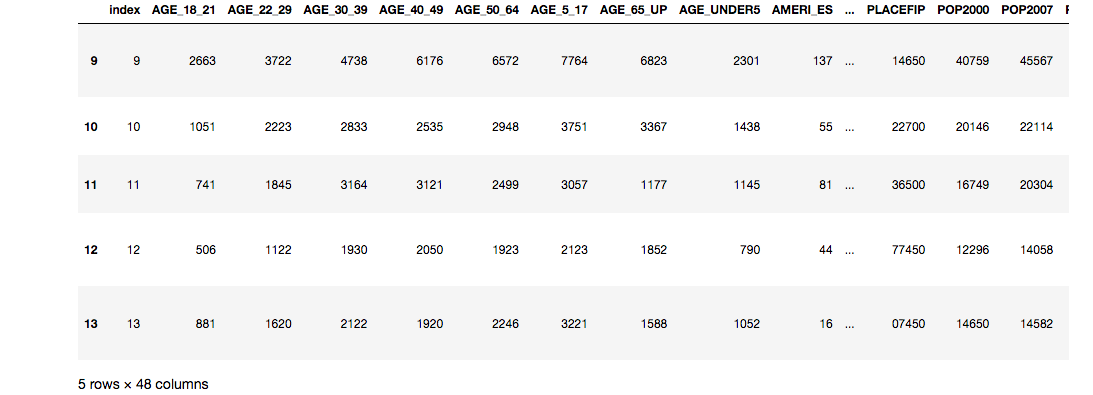 index AGE_18_21 AGE_22_29 AGE_30_39 AGE_40_49 AGE_50_64 AGE_5_17 AGE_65_UP AGE_UNDER5 AMERI_ES ... PLACEFIP POP2000 POP2007
9 9 2663 3722 4738 6176 6572 7764 6823 2301 137 ... 14650 40759 45567
10 10 1051 2223 2833 2535 2948 3751 3367 1438 55 ... 22700 20146 22114
11 11 741 1845 3164 3121 2499 3057 1177 1145 81 ... 36500 16749 20304
12 12 506 1122 1930 2050 1923 2123 1852 790 44 ... 77450 12296 14058
13 13 881 1620 2122 1920 2246 3221 1588 1052 16 ... 07450 14650 14582
5 rows × 48 columns